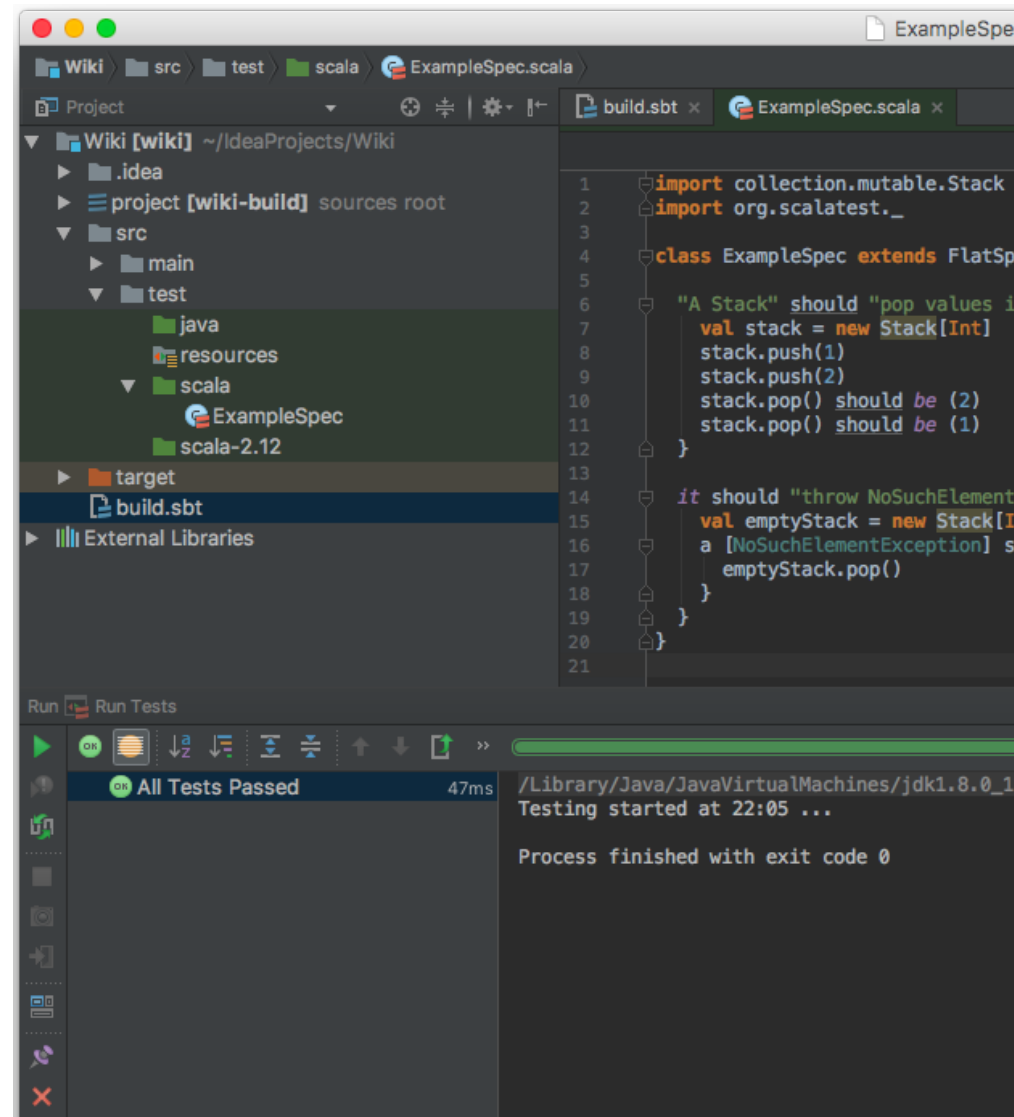 ExampleSpe
Wiki src test scala ExampleSpec.scala
Project
build.sbt × ExampleSpec.scala ×
Wiki [wiki] ~/IdeaProjects/Wiki
.idea
project [wiki-build] sources root
src
main
test
java
resources
scala
ExampleSpec
scala-2.12
target
build.sbt
External Libraries
1 import collection.mutable.Stack
2 import org.scalatest._
3
4 class ExampleSpec extends FlatSp
5
6 "A Stack" should "pop values i
7 val stack = new Stack[Int]
8 stack.push(1)
9 stack.push(2)
10 stack.pop() should be (2)
11 stack.pop() should be (1)
12 }
13
14 it should "throw NoSuchElement
15 val emptyStack = new Stack[I
16 a [NoSuchElementException] s
17 emptyStack.pop()
18 }
19 }
20 }
21
Run Run Tests
OK
OK All Tests Passed 47ms
/Library/Java/JavaVirtualMachines/jdk1.8.0_1
Testing started at 22:05 ...
Process finished with exit code 0